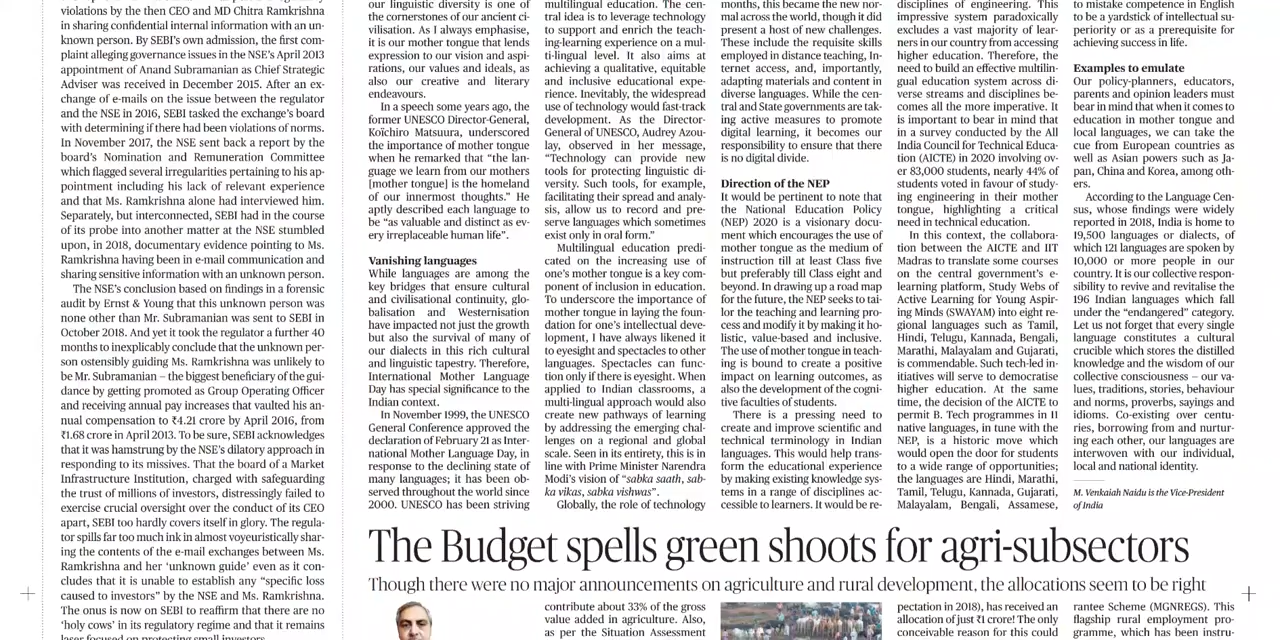 violations by the then CEO and MD Chitra Ramkrishna
in sharing confidential internal information with an un-
known person. By SEBI's own admission, the first com-
plaint alleging governance issues in the NSE's April 2013
appointment of Anand Subramanian as Chief Strategic
Adviser was received in December 2015. After an ex-
change of e-mails on the issue between the regulator
and the NSE in 2016, SEBI tasked the exchange's board
with determining if there had been violations of norms.
In November 2017, the NSE sent back a report by the
board's Nomination and Remuneration Committee
which flagged several irregularities pertaining to his ap-
pointment including his lack of relevant experience
and that Ms. Ramkrishna alone had interviewed him.
Separately, but interconnected, SEBI had in the course
of its probe into another matter at the NSE stumbled
upon, in 2018, documentary evidence pointing to Ms.
Ramkrishna having been in e-mail communication and
sharing sensitive information with an unknown person.
The NSE's conclusion based on findings in a forensic
audit by Ernst & Young that this unknown person was
none other than Mr. Subramanian was sent to SEBI in
October 2018. And yet it took the regulator a further 40
months to inexplicably conclude that the unknown per-
son ostensibly guiding Ms. Ramkrishna was unlikely to
be Mr. Subramanian – the biggest beneficiary of the gui-
dance by getting promoted as Group Operating Officer
and receiving annual pay increases that vaulted his an-
nual compensation to ₹4.21 crore by April 2016, from
₹1.68 crore in April 2013. To be sure, SEBI acknowledges
that it was hamstrung by the NSE's dilatory approach in
responding to its missives. That the board of a Market
Infrastructure Institution, charged with safeguarding
the trust of millions of investors, distressingly failed to
exercise crucial oversight over the conduct of its CEO
apart, SEBI too hardly covers itself in glory. The regula-
tor spills far too much ink in almost voyeuristically shar-
ing the contents of the e-mail exchanges between Ms.
Ramkrishna and her 'unknown guide' even as it con-
cludes that it is unable to establish any "specific loss
caused to investors" by the NSE and Ms. Ramkrishna.
The onus is now on SEBI to reaffirm that there are no
'holy cows' in its regulatory regime and that it remains
laser focused on protecting small investors.
our linguistic diversity is one of
the cornerstones of our ancient ci-
vilisation. As I always emphasise,
it is our mother tongue that lends
expression to our vision and aspi-
rations, our values and ideals, as
also our creative and literary
endeavours.
In a speech some years ago, the
former UNESCO Director-General,
Koïchiro Matsuura, underscored
the importance of mother tongue
when he remarked that "the lan-
guage we learn from our mothers
[mother tongue] is the homeland
of our innermost thoughts." He
aptly described each language to
be "as valuable and distinct as ev-
ery irreplaceable human life".
Vanishing languages
While languages are among the
key bridges that ensure cultural
and civilisational continuity, glo-
balisation and Westernisation
have impacted not just the growth
but also the survival of many of
our dialects in this rich cultural
and linguistic tapestry. Therefore,
International Mother Language
Day has special significance to the
Indian context.
In November 1999, the UNESCO
General Conference approved the
declaration of February 21 as Inter-
national Mother Language Day, in
response to the declining state of
many languages; it has been ob-
served throughout the world since
2000. UNESCO has been striving
multilingual education. The cen-
tral idea is to leverage technology
to support and enrich the teach-
ing-learning experience on a mul-
ti-lingual level. It also aims at
achieving a qualitative, equitable
and inclusive educational expe-
rience. Inevitably, the widespread
use of technology would fast-track
development. As the Director-
General of UNESCO, Audrey Azou-
lay, observed in her message,
"Technology can provide new
tools for protecting linguistic di-
versity. Such tools, for example,
facilitating their spread and analy-
sis, allow us to record and pre-
serve languages which sometimes
exist only in oral form."
Multilingual education predi-
cated on the increasing use of
one's mother tongue is a key com-
ponent of inclusion in education.
To underscore the importance of
mother tongue in laying the foun-
dation for one's intellectual deve-
lopment, I have always likened it
to eyesight and spectacles to other
languages. Spectacles can func-
tion only if there is eyesight. When
applied to Indian classrooms, a
multi-lingual approach would also
create new pathways of learning
by addressing the emerging chal-
lenges on a regional and global
scale. Seen in its entirety, this is in
line with Prime Minister Narendra
Modi's vision of "sabka saath, sab-
ka vikas, sabka vishwas".
Globally, the role of technology
months, this became the new nor-
mal across the world, though it did
present a host of new challenges.
These include the requisite skills
employed in distance teaching, In-
ternet access, and, importantly,
adapting materials and content in
diverse languages. While the cen-
tral and State governments are tak-
ing active measures to promote
digital learning, it becomes our
responsibility to ensure that there
is no digital divide.
Direction of the NEP
It would be pertinent to note that
the National Education Policy
(NEP) 2020 is a visionary docu-
ment which encourages the use of
mother tongue as the medium of
instruction till at least Class five
but preferably till Class eight and
beyond. In drawing up a road map
for the future, the NEP seeks to tai-
lor the teaching and learning pro-
cess and modify it by making it ho-
listic, value-based and inclusive.
The use of mother tongue in teach-
ing is bound to create a positive
impact on learning outcomes, as
also the development of the cogni-
tive faculties of students.
There is a pressing need to
create and improve scientific and
technical terminology in Indian
languages. This would help trans-
form the educational experience
by making existing knowledge sys-
tems in a range of disciplines ac-
cessible to learners. It would be re-
disciplines of engineering. This
impressive system paradoxically
excludes a vast majority of lear-
ners in our country from accessing
higher education. Therefore, the
need to build an effective multilin-
gual education system across di-
verse streams and disciplines be-
comes all the more imperative. It
is important to bear in mind that
in a survey conducted by the All
India Council for Technical Educa-
tion (AICTE) in 2020 involving ov-
er 83,000 students, nearly 44% of
students voted in favour of study-
ing engineering in their mother
tongue, highlighting a critical
need in technical education.
In this context, the collabora-
tion between the AICTE and IIT
Madras to translate some courses
on the central government's e-
learning platform, Study Webs of
Active Learning for Young Aspir-
ing Minds (SWAYAM) into eight re-
gional languages such as Tamil,
Hindi, Telugu, Kannada, Bengali,
Marathi, Malayalam and Gujarati,
is commendable. Such tech-led in-
itiatives will serve to democratise
higher education. At the same
time, the decision of the AICTE to
permit B. Tech programmes in 11
native languages, in tune with the
NEP, is a historic move which
would open the door for students
to a wide range of opportunities;
the languages are Hindi, Marathi,
Tamil, Telugu, Kannada, Gujarati,
Malayalam, Bengali, Assamese,
to mistake competence in English
to be a yardstick of intellectual su-
periority or as a prerequisite for
achieving success in life.
Examples to emulate
Our policy-planners, educators,
parents and opinion leaders must
bear in mind that when it comes to
education in mother tongue and
local languages, we can take the
cue from European countries as
well as Asian powers such as Ja-
pan, China and Korea, among oth-
ers.
According to the Language Cen-
sus, whose findings were widely
reported in 2018, India is home to
19,500 languages or dialects, of
which 121 languages are spoken by
10,000 or more people in our
country. It is our collective respon-
sibility to revive and revitalise the
196 Indian languages which fall
under the "endangered" category.
Let us not forget that every single
language constitutes a cultural
crucible which stores the distilled
knowledge and the wisdom of our
collective consciousness – our va-
lues, traditions, stories, behaviour
and norms, proverbs, sayings and
idioms. Co-existing over centu-
ries, borrowing from and nurtur-
ing each other, our languages are
interwoven with our individual,
local and national identity.
M. Venkaiah Naidu is the Vice-President
of India
The Budget spells green shoots for agri-subsectors
Though there were no major announcements on agriculture and rural development, the allocations seem to be right
contribute about 33% of the gross
value added in agriculture. Also,
as per the Situation Assessment
pectation in 2018), has received an
allocation of just ₹1 crore! The only
conceivable reason for this could
rantee Scheme (MGNREGS). This
flagship rural employment pro-
gramme, which has been instru-